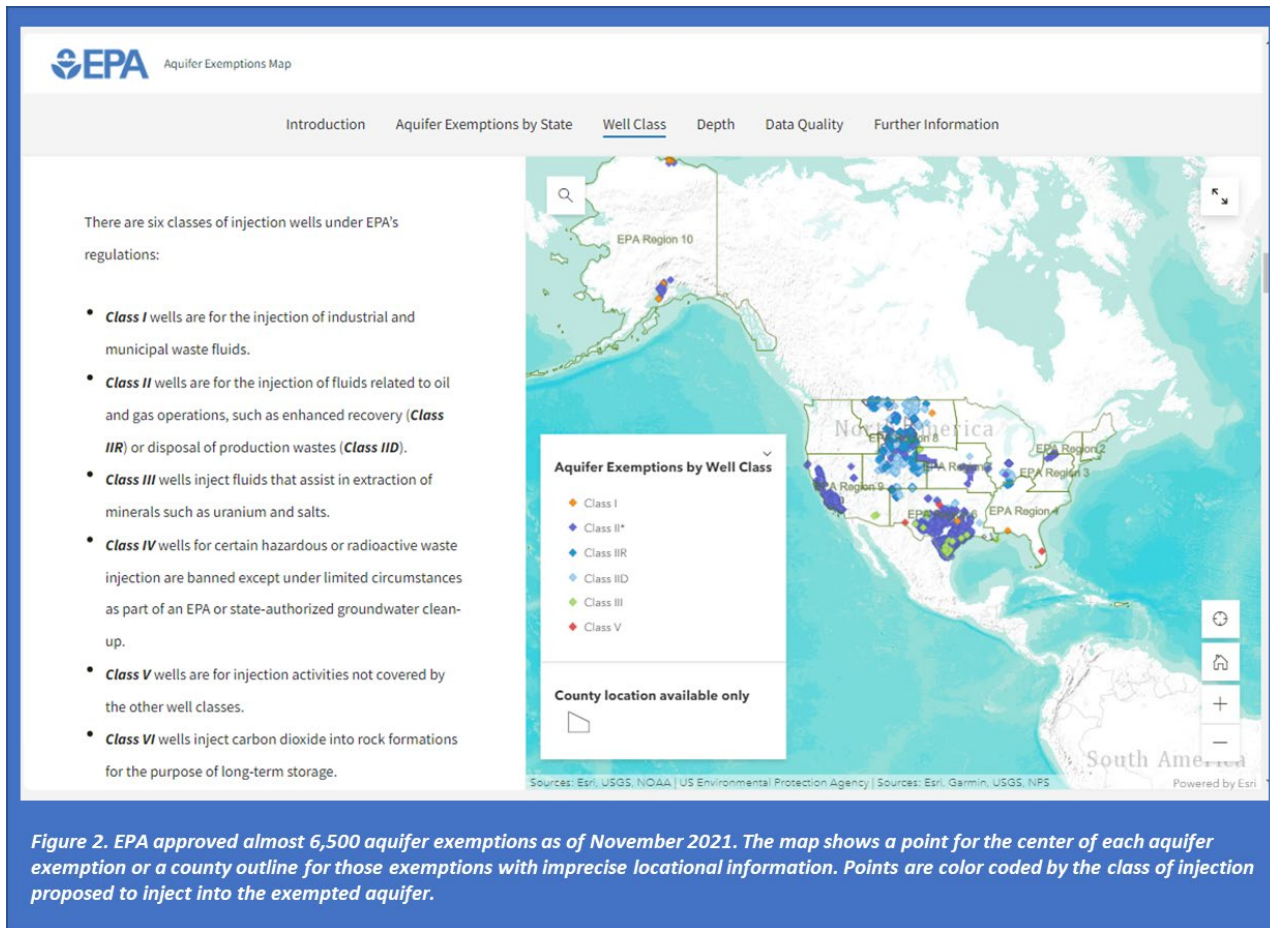 EPA Aquifer Exemptions Map
Introduction Aquifer Exemptions by State Well Class Depth Data Quality Further Information
There are six classes of injection wells under EPA's
regulations:
• Class I wells are for the injection of industrial and
municipal waste fluids.
• Class II wells are for the injection of fluids related to oil
and gas operations, such as enhanced recovery (Class
IIR) or disposal of production wastes (Class IID).
• Class III wells inject fluids that assist in extraction of
minerals such as uranium and salts.
• Class IV wells for certain hazardous or radioactive waste
injection are banned except under limited circumstances
as part of an EPA or state-authorized groundwater clean-
up.
• Class V wells are for injection activities not covered by
the other well classes.
• Class VI wells inject carbon dioxide into rock formations
for the purpose of long-term storage.
EPA Region 10
North America
EPA Region 8
EPA Region 2
EPA Region 3
EPA Region 9
EPA Region 4
Aquifer Exemptions by Well Class
Class I
Class II*
Class IIR
Class IID
Class III
Class V
County location available only
South America
Sources: Esri, USGS, NOAA | US Environmental Protection Agency | Sources: Esri, Garmin, USGS, NPS
Powered by Esri
Figure 2. EPA approved almost 6,500 aquifer exemptions as of November 2021. The map shows a point for the center of each aquifer
exemption or a county outline for those exemptions with imprecise locational information. Points are color coded by the class of injection
proposed to inject into the exempted aquifer.